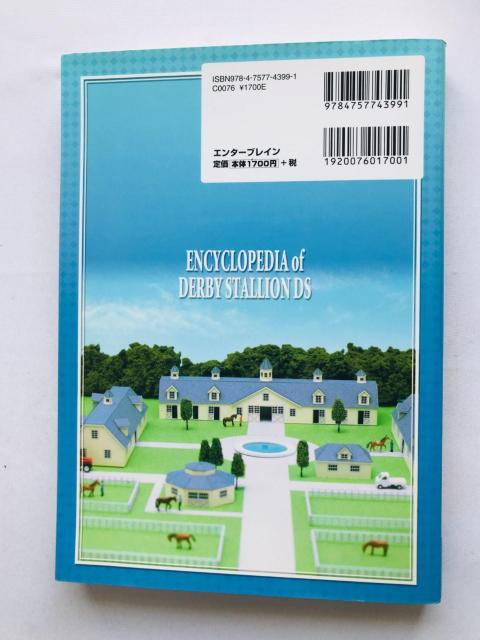 ISBN978-4-7577-4399-1
C0076 ¥1700E
9784757743991
エンターブレイン
定価 本体1700円 +税
1920076017001
ENCYCLOPEDIA of
DERBY STALLION DS